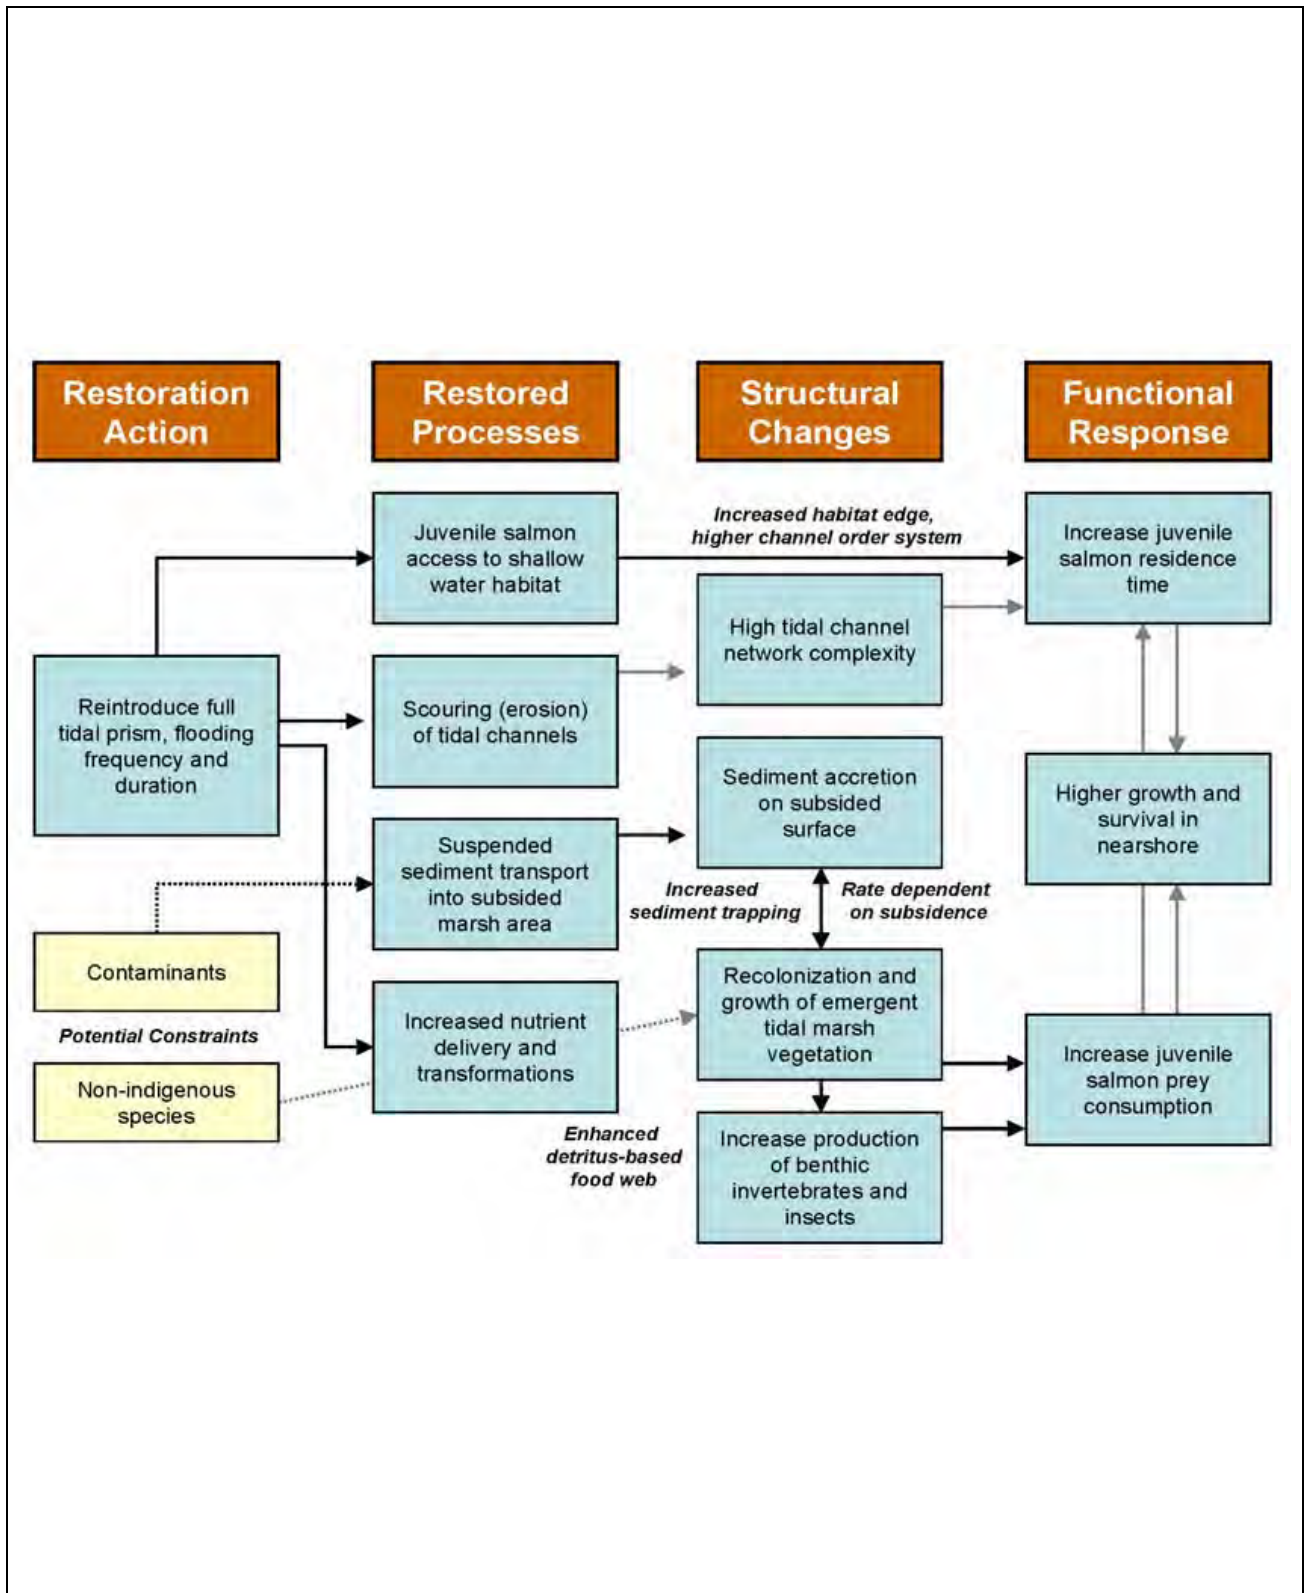 Restoration
Action
Restored
Processes
Structural
Changes
Functional
Response
Juvenile salmon
access to shallow
water habitat
Increased habitat edge,
higher channel order system
Increase juvenile
salmon residence
time
High tidal channel
network complexity
Reintroduce full
tidal prism, flooding
frequency and
duration
Scouring (erosion)
of tidal channels
Sediment accretion
on subsided
surface
Higher growth and
survival in
nearshore
Suspended
sediment transport
into subsided
marsh area
Increased
sediment trapping
Rate dependent
on subsidence
Contaminants
Potential Constraints
Non-indigenous
species
Increased nutrient
delivery and
transformations
Recolonization and
growth of emergent
tidal marsh
vegetation
Increase juvenile
salmon prey
consumption
Enhanced
detritus-based
food web
Increase production
of benthic
invertebrates and
insects